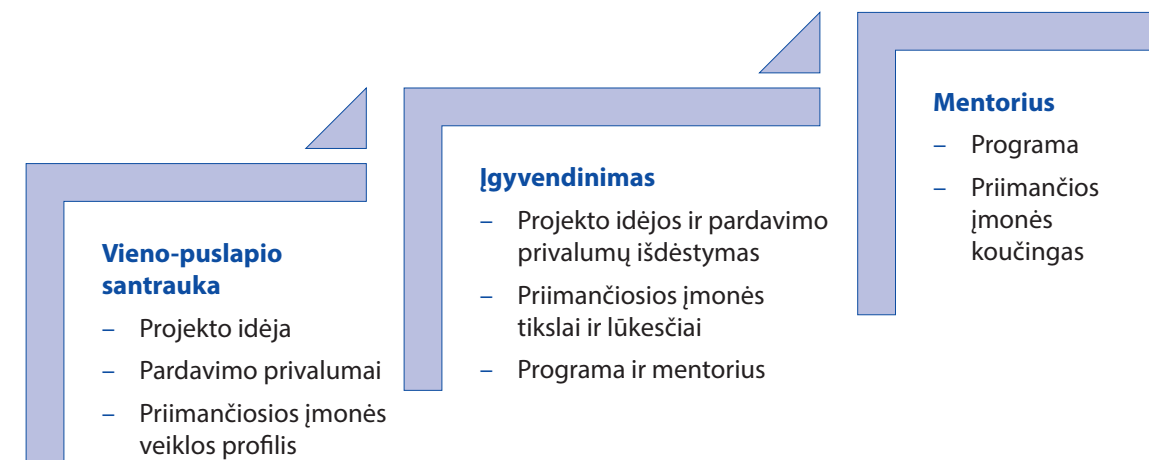 Vieno-puslapio
santrauka
– Projekto idėja
– Pardavimo privalumai
– Priimančiosios įmonės
veiklos profilis
Įgyvendinimas
– Projekto idėjos ir pardavimo
privalumų išdėstymas
– Priimančiosios įmonės
tikslai ir lūkesčiai
– Programa ir mentorius
Mentorius
– Programa
– Priimančios
įmonės
koučingas